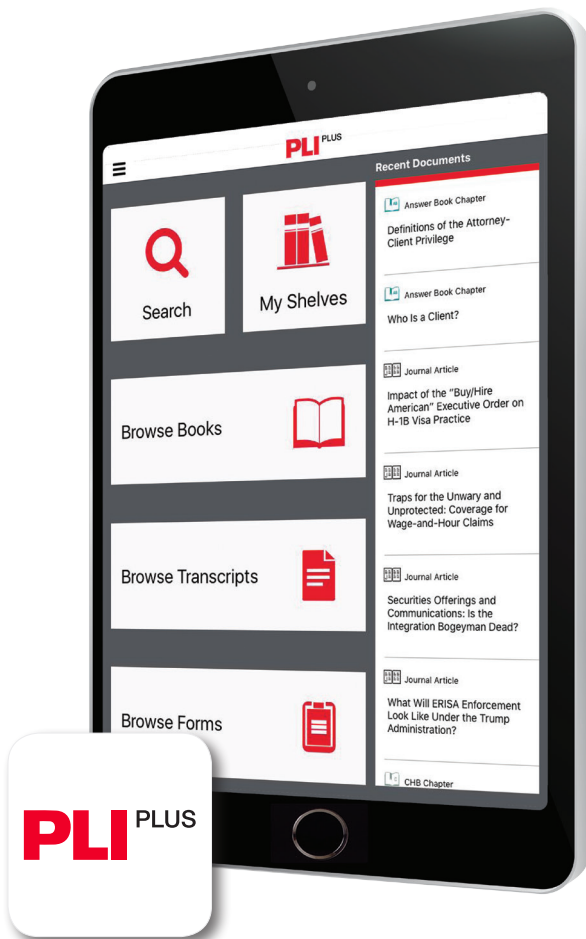 PLI PLUS
Recent Documents
Search
My Shelves
Browse Books
Browse Transcripts
Browse Forms
Answer Book Chapter
Definitions of the Attorney-
Client Privilege
Answer Book Chapter
Who Is a Client?
Journal Article
Impact of the “Buy/Hire
American” Executive Order on
H-1B Visa Practice
Journal Article
Traps for the Unwary and
Unprotected: Coverage for
Wage-and-Hour Claims
Journal Article
Securities Offerings and
Communications: Is the
Integration Bogeyman Dead?
Journal Article
What Will ERISA Enforcement
Look Like Under the Trump
Administration?
CHB Chapter
PLI PLUS